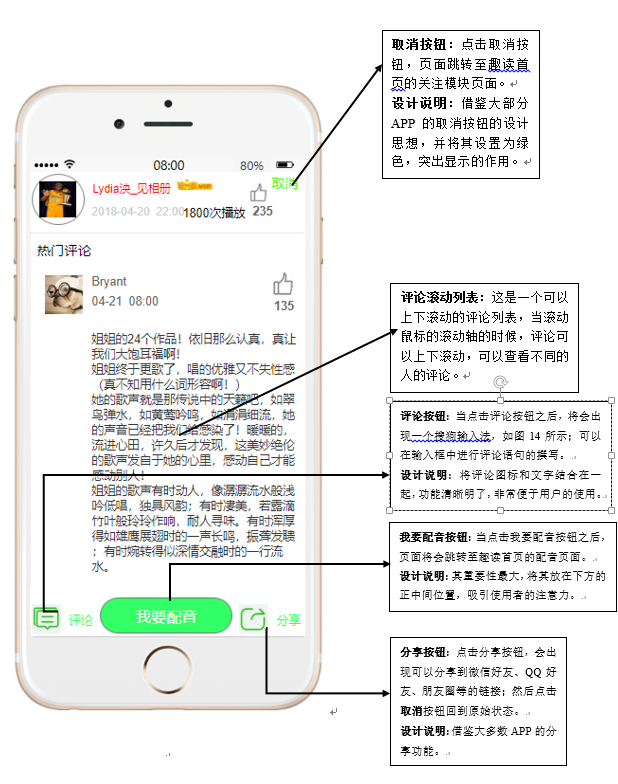 取消按钮：点击取消按
钮，页面跳转至趣读首
页的关注模块页面。
设计说明：借鉴大部分
APP 的取消按钮的设计
思想，并将其设置为绿
色，突出显示的作用。
08:00
80%
Lydia泱_见相册
取消
2018-04-20 22:00
1800次播放
235
热门评论
Bryant
04-21 08:00
135
姐姐的24个作品！依旧那么认真，真让
我们大饱耳福啊！
姐姐终于更歌了，唱的优雅又不失性感
（真不知用什么词形容啊！）
她的歌声就是那传说中的天籁吧，如翠
鸟弹水，如黄莺吟鸣，如涓涓细流，她
的声音已经把我们给感染了！暖暖的，
流进心田，许久后才发现，这美妙绝伦
的歌声发自于她的心里，感动自己才能
感动别人！
姐姐的歌声有时动人，像潺潺流水般浅
吟低唱，独具风韵；有时凄美，若露滴
竹叶般玲玲作响，耐人寻味。有时浑厚
得如雄鹰展翅时的一声长鸣，振聋发聩
；有时婉转得似深情交融时的一行流
水。
评论
我要配音
分享
评论滚动列表：这是一个可以
上下滚动的评论列表，当滚动
鼠标的滚动轴的时候，评论可
以上下滚动，可以查看不同的
人的评论。
评论按钮：当点击评论按钮之后，将会出
现一个搜狗输入法，如图 14 所示；可以
在输入框中进行评论语句的撰写。
设计说明：将评论图标和文字结合在一
起，功能清晰明了，非常便于用户的使用。
我要配音按钮：当点击我要配音按钮之后，
页面将会跳转至趣读首页的配音页面。
设计说明：其重要性最大，将其放在下方的
正中间位置，吸引使用者的注意力。
分享按钮：点击分享按钮，会出
现可以分享到微信好友、QQ 好
友、朋友圈等的链接；然后点击
取消按钮回到原始状态。
设计说明：借鉴大多数 APP 的分
享功能。